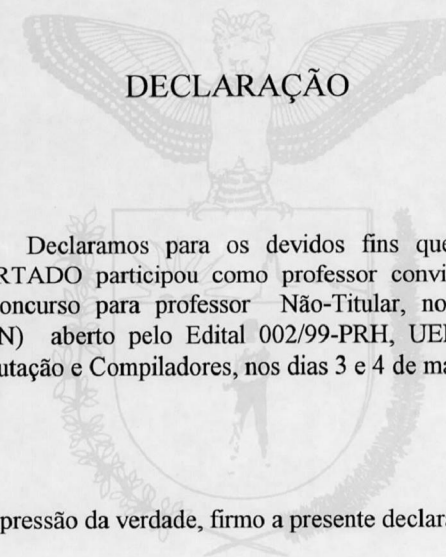 DECLARAÇÃO
Declaramos para os devidos fins que
RTADO participou como professor convi
oncurso para professor Não-Titular, no
N) aberto pelo Edital 002/99-PRH, UE
utação e Compiladores, nos dias 3 e 4 de ma
pressão da verdade, firmo a presente declara